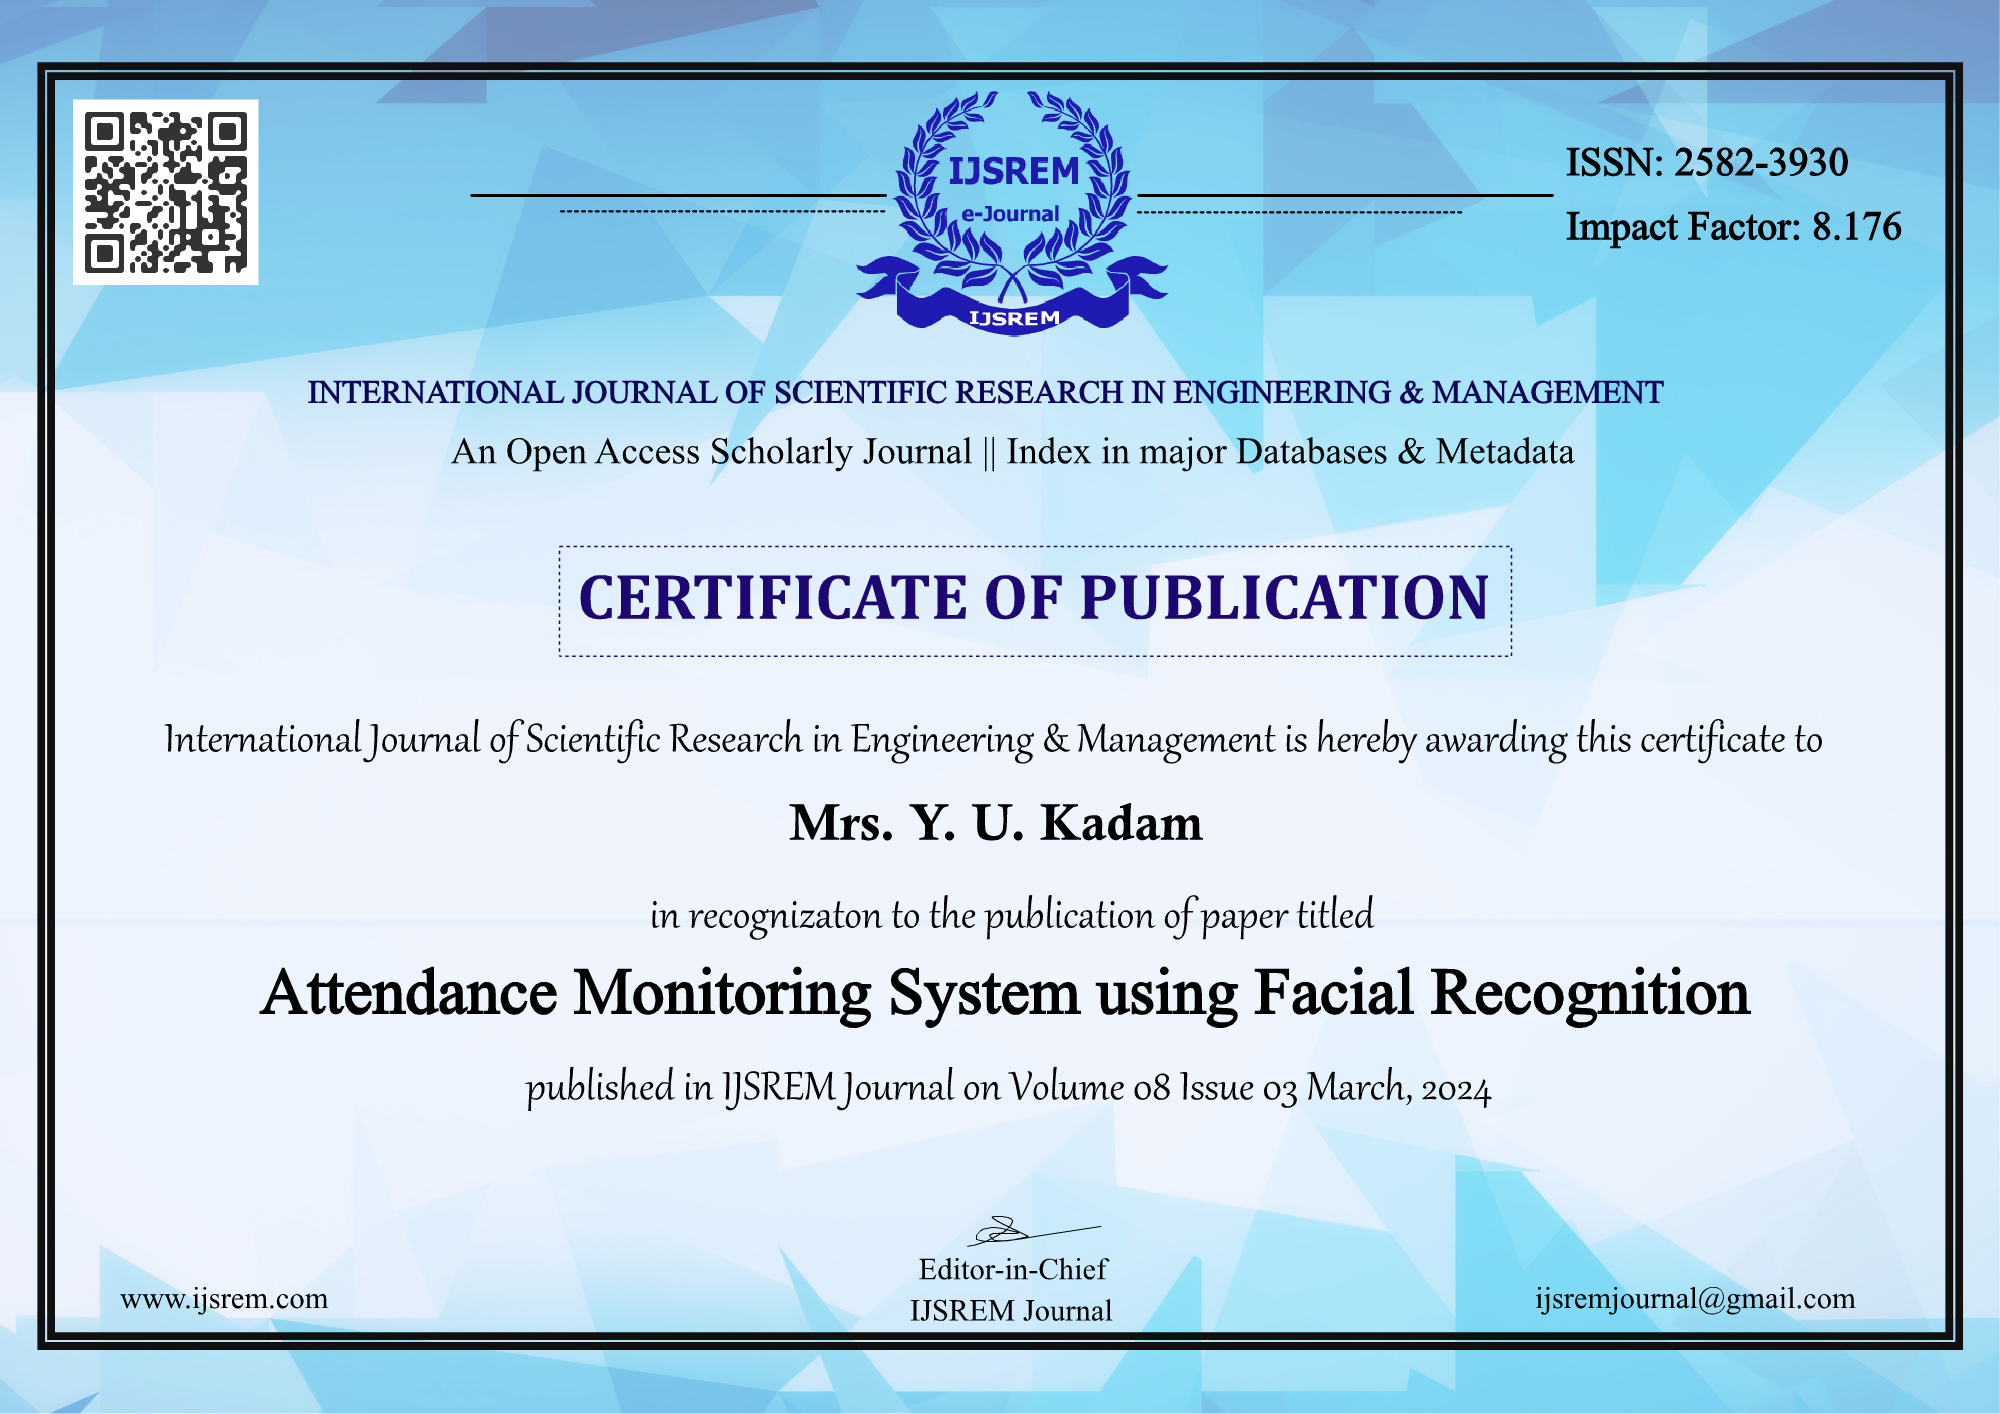 IJSREM
e-Journal
IJSREM
ISSN: 2582-3930
Impact Factor: 8.176
INTERNATIONAL JOURNAL OF SCIENTIFIC RESEARCH IN ENGINEERING & MANAGEMENT
An Open Access Scholarly Journal || Index in major Databases & Metadata
CERTIFICATE OF PUBLICATION
International Journal of Scientific Research in Engineering & Management is hereby awarding this certificate to
Mrs. Y. U. Kadam
in recognizaton to the publication of paper titled
Attendance Monitoring System using Facial Recognition
published in IJSREM Journal on Volume 08 Issue 03 March, 2024
Editor-in-Chief
IJSREM Journal
www.ijsrem.com
ijsremjournal@gmail.com